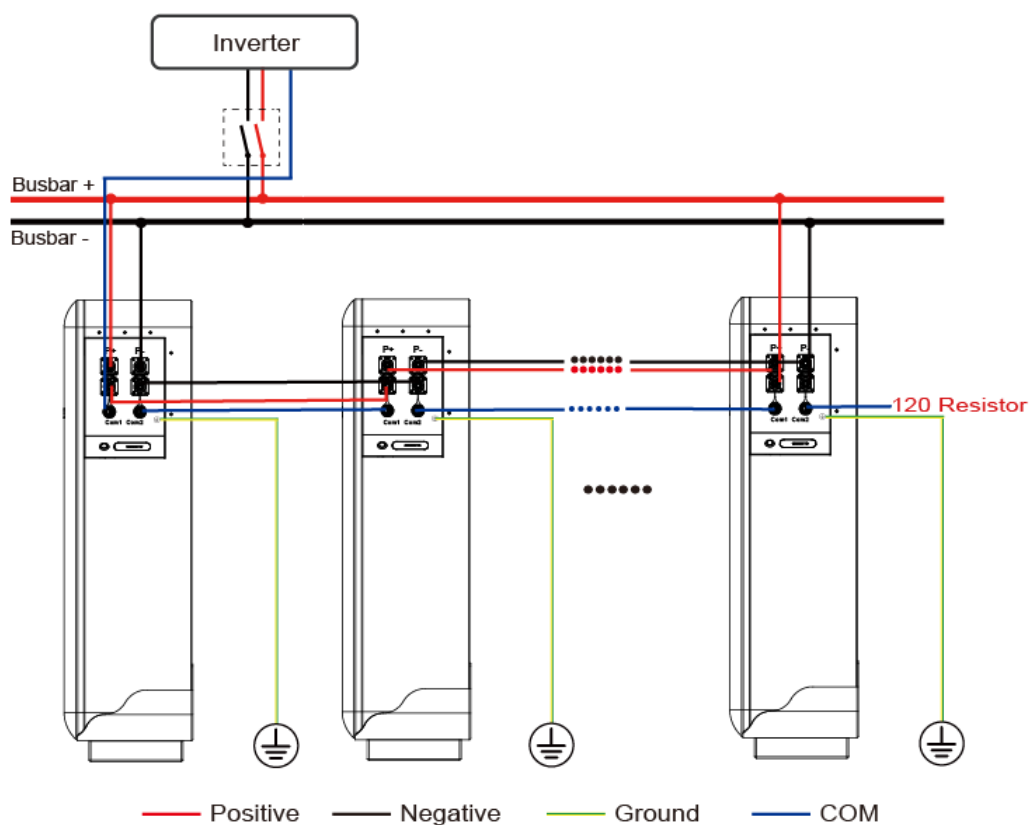 Inverter
Busbar +
Busbar -
P+ P-
Com1 Com2
P+ P-
Com1 Com2
P+ P-
Com1 Com2
120 Resistor
Positive
Negative
Ground
COM